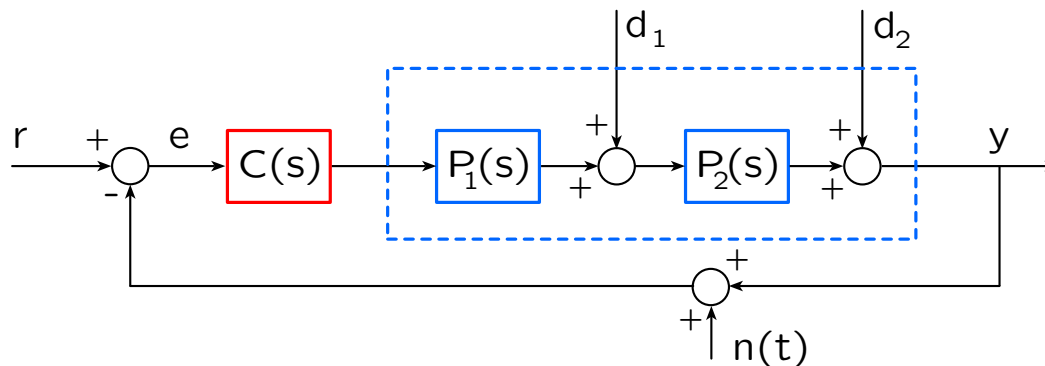 d₁
d₂
r
+
e
C(s)
P₁(s)
+
+
P₂(s)
+
+
y
-
+
+
n(t)